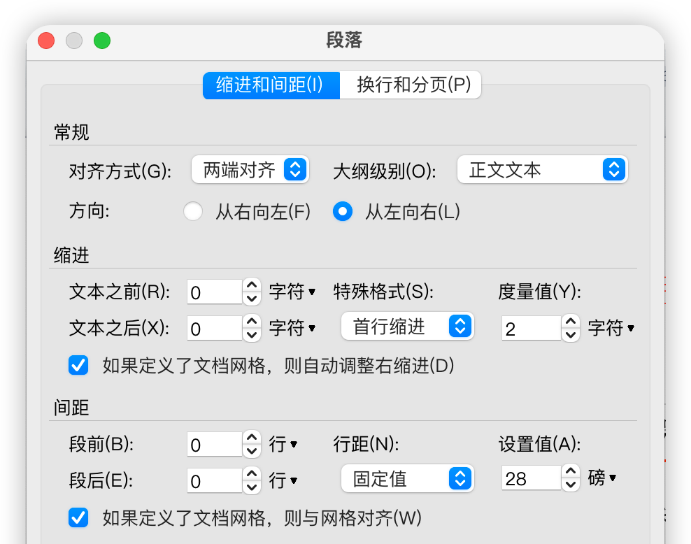 段落
缩进和间距(I) 换行和分页(P)
常规
对齐方式(G): 两端对齐 大纲级别(O): 正文文本
方向: 从右向左(F) 从左向右(L)
缩进
文本之前(R): 0 字符 特殊格式(S): 度量值(Y):
文本之后(X): 0 字符 首行缩进 2 字符
如果定义了文档网格，则自动调整右缩进(D)
间距
段前(B): 0 行 行距(N): 设置值(A):
段后(E): 0 行 固定值 28 磅
如果定义了文档网格，则与网格对齐(W)